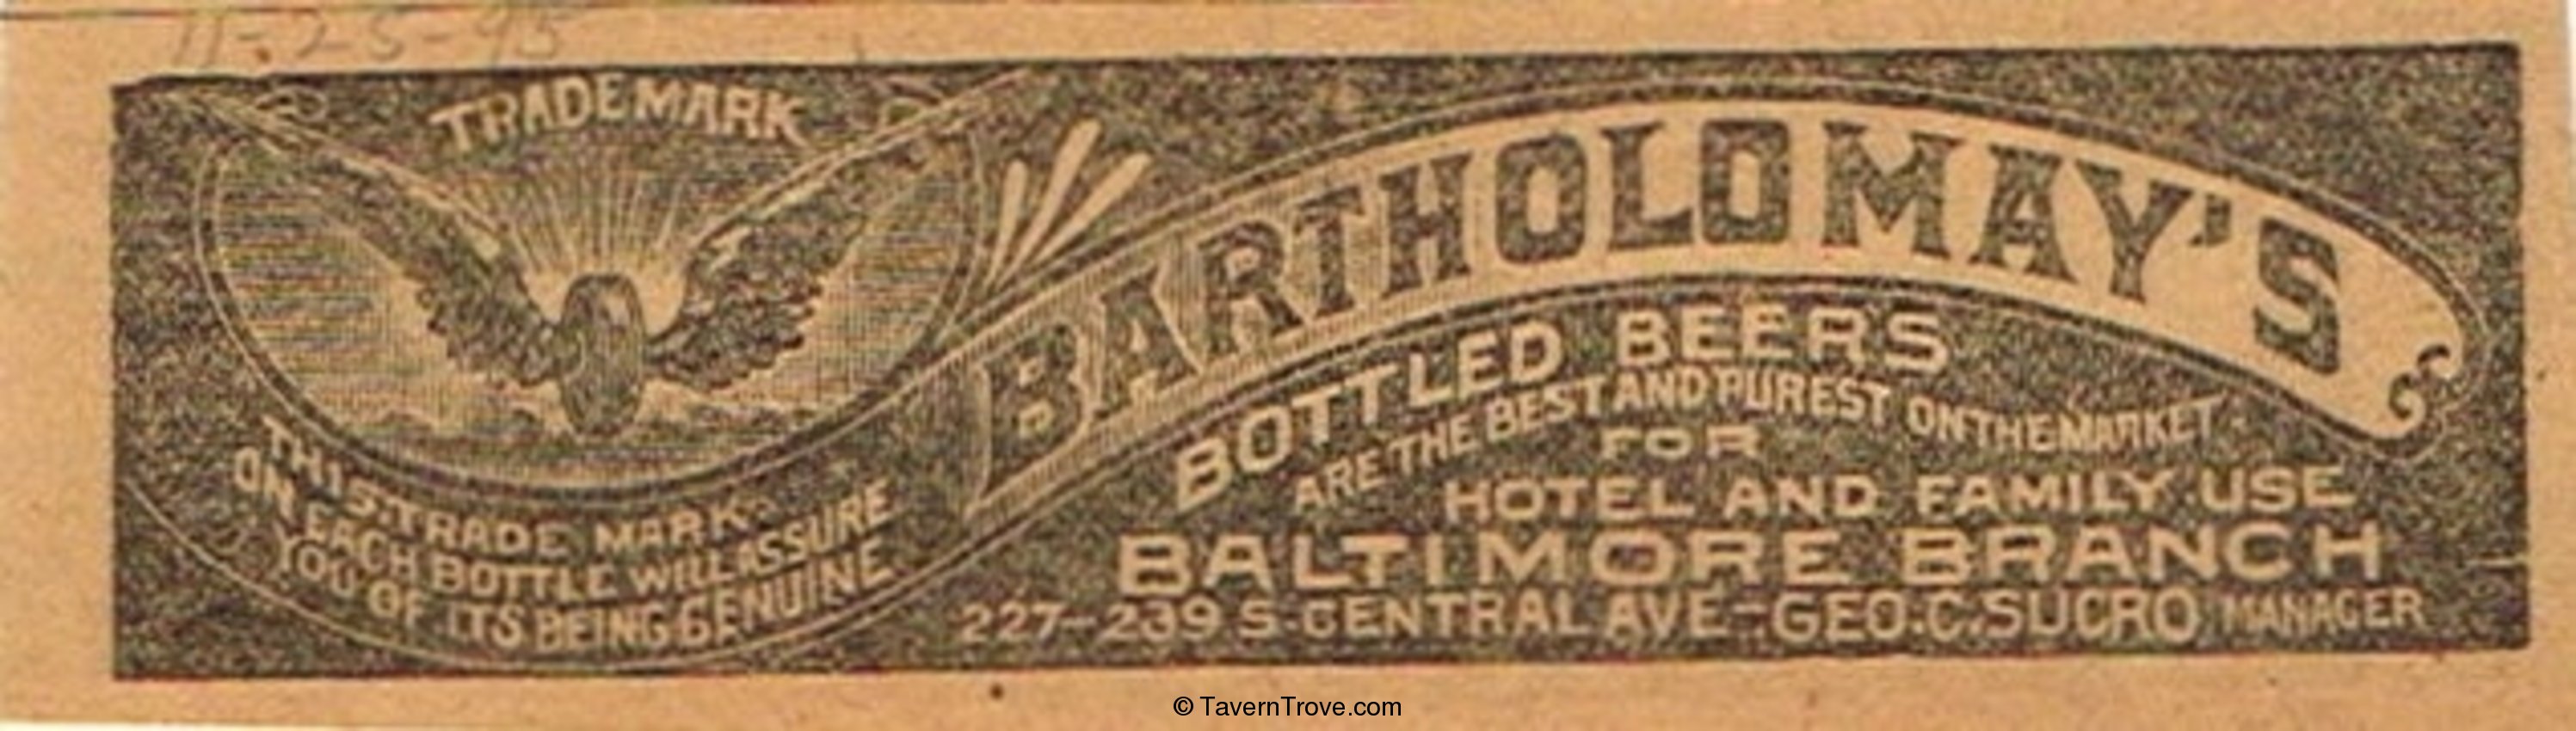 11-25-95
TRADEMARK
THIS TRADE MARK
ON EACH BOTTLE WILL ASSURE
YOU OF ITS BEING GENUINE
BARTHOLOMAY'S
BOTTLED BEERS
ARE THE BEST AND PUREST ON THE MARKET
FOR
HOTEL AND FAMILY USE
BALTIMORE BRANCH
227-239 S. CENTRAL AVE - GEO. C. SUCRO MANAGER
© TavernTrove.com